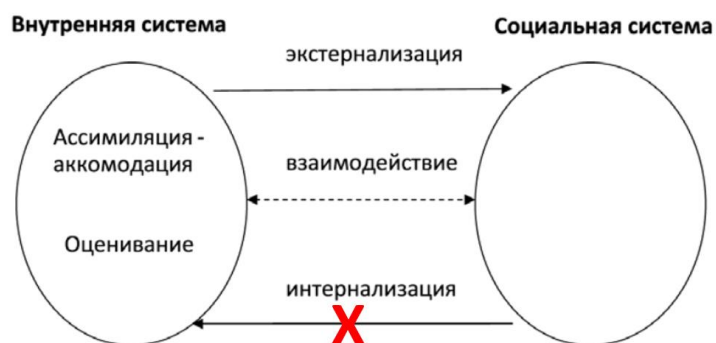 Внутренняя система
Социальная система
экстернализация
Ассимиляция -
аккомодация
взаимодействие
Оценивание
интернализация
X